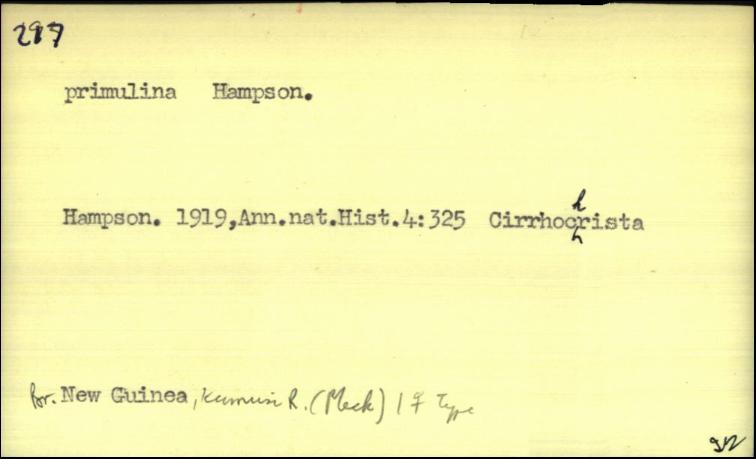 297
primulina Hampson.
Hampson. 1919,Ann.nat.Hist.4:325 Cirrhochrista
Br. New Guinea, Kumusi R. (Meek) 1 ♀ Type